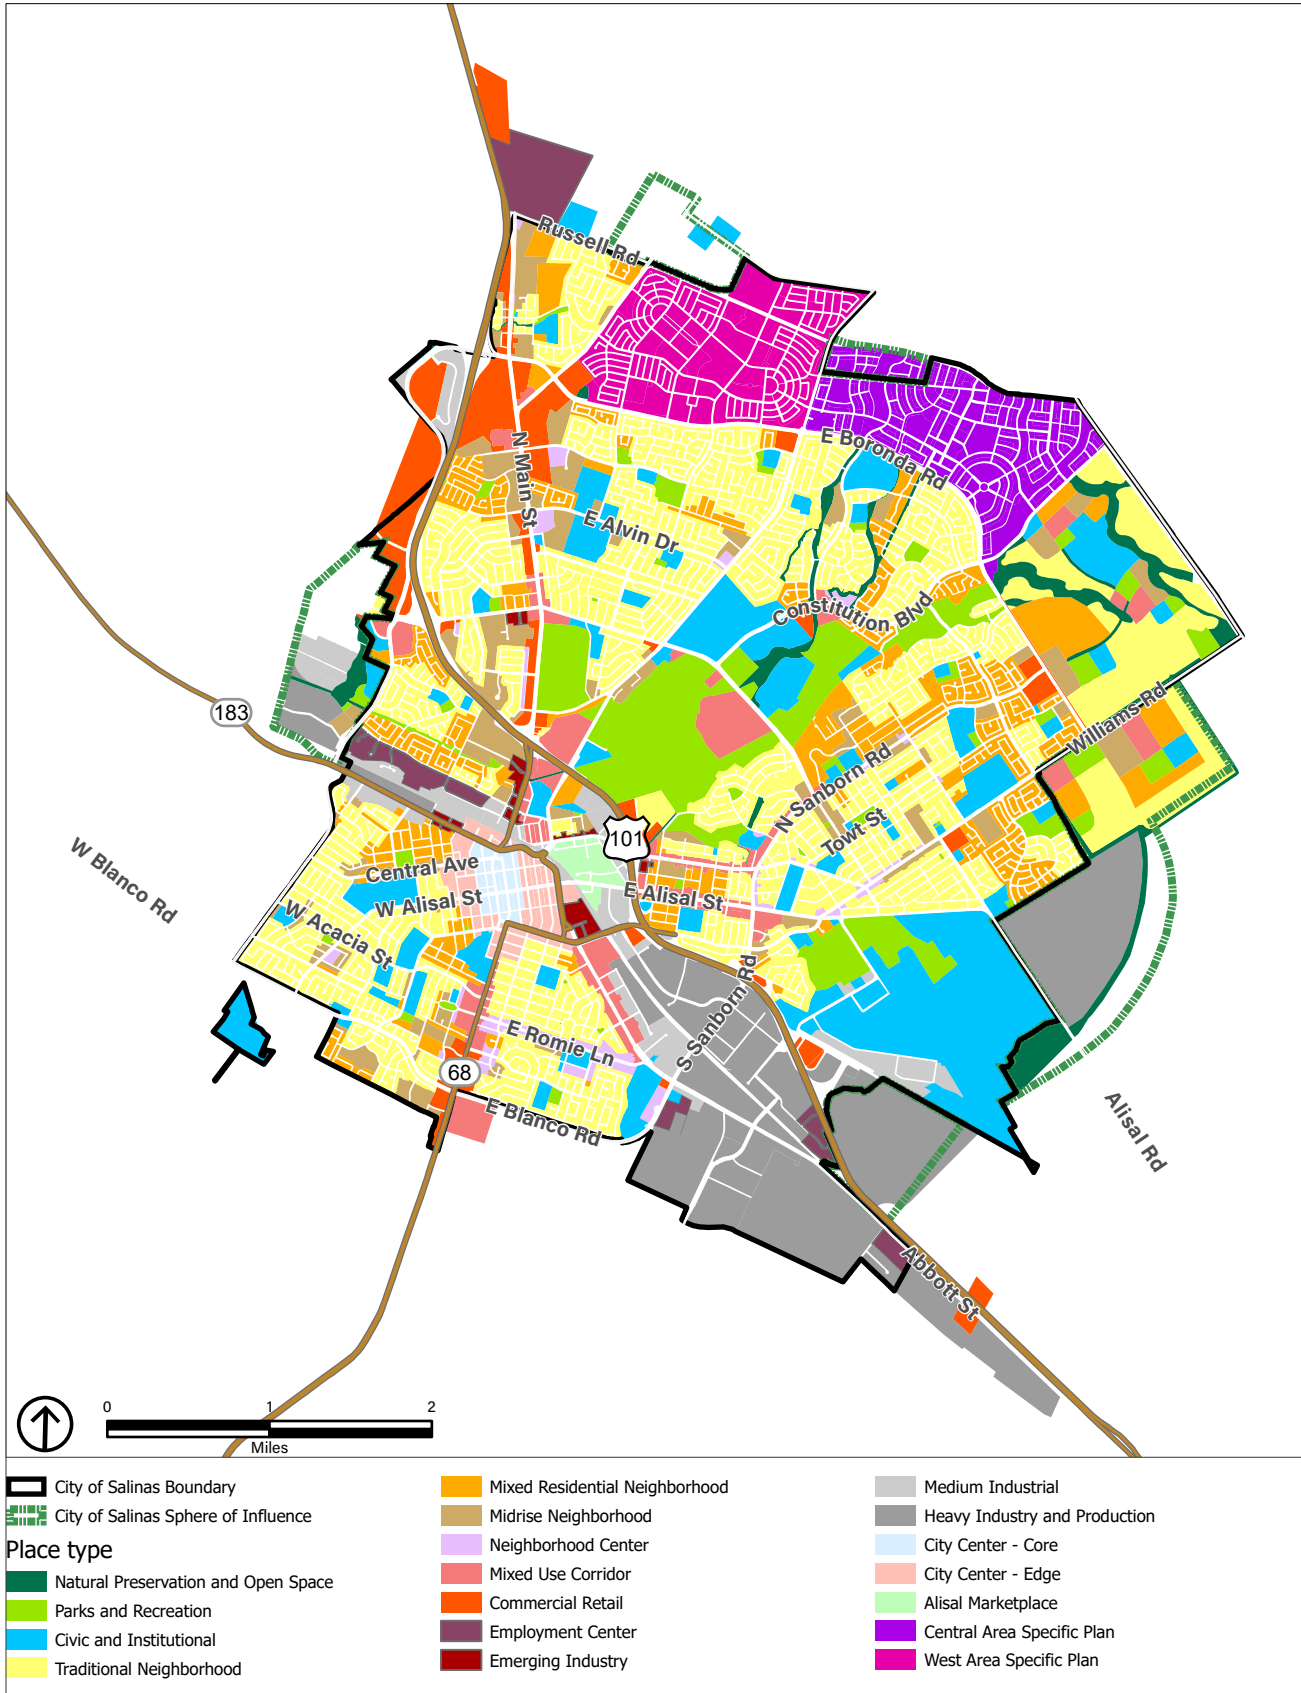 Russell Rd
E Boronda Rd
N Main St
E Alvin Dr
Constitution Blvd
183
Williams Rd
N Sanborn Rd
Towt St
101
W Blanco Rd
Central Ave
W Alisal St
E Alisal St
W Acacia St
S Sanborn Rd
E Romie Ln
68
E Blanco Rd
Alisal Rd
Abbott St
0 1 2
Miles
City of Salinas Boundary
City of Salinas Sphere of Influence
Place type
Natural Preservation and Open Space
Parks and Recreation
Civic and Institutional
Traditional Neighborhood
Mixed Residential Neighborhood
Midrise Neighborhood
Neighborhood Center
Mixed Use Corridor
Commercial Retail
Employment Center
Emerging Industry
Medium Industrial
Heavy Industry and Production
City Center - Core
City Center - Edge
Alisal Marketplace
Central Area Specific Plan
West Area Specific Plan